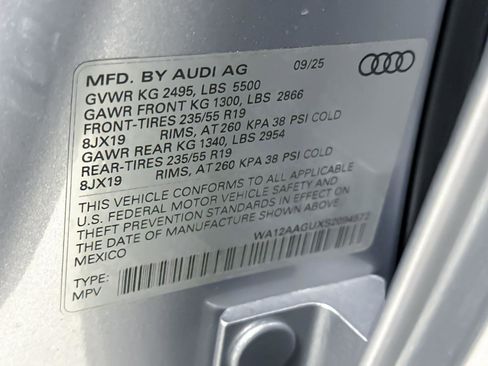 MFD. BY AUDI AG 09/25
GVWR KG 2495, LBS 5500
GAWR FRONT KG 1300, LBS 2866
FRONT-TIRES 235/55 R19
8JX19 RIMS, AT 260 KPA 38 PSI COLD
GAWR REAR KG 1340, LBS 2954
REAR-TIRES 235/55 R19
8JX19 RIMS, AT 260 KPA 38 PSI COLD
THIS VEHICLE CONFORMS TO ALL APPLICABLE
U.S. FEDERAL MOTOR VEHICLE SAFETY AND
THEFT PREVENTION STANDARDS IN EFFECT ON
THE DATE OF MANUFACTURE SHOWN ABOVE
MEXICO
WA12AAGUXS2094572
TYPE:
MPV